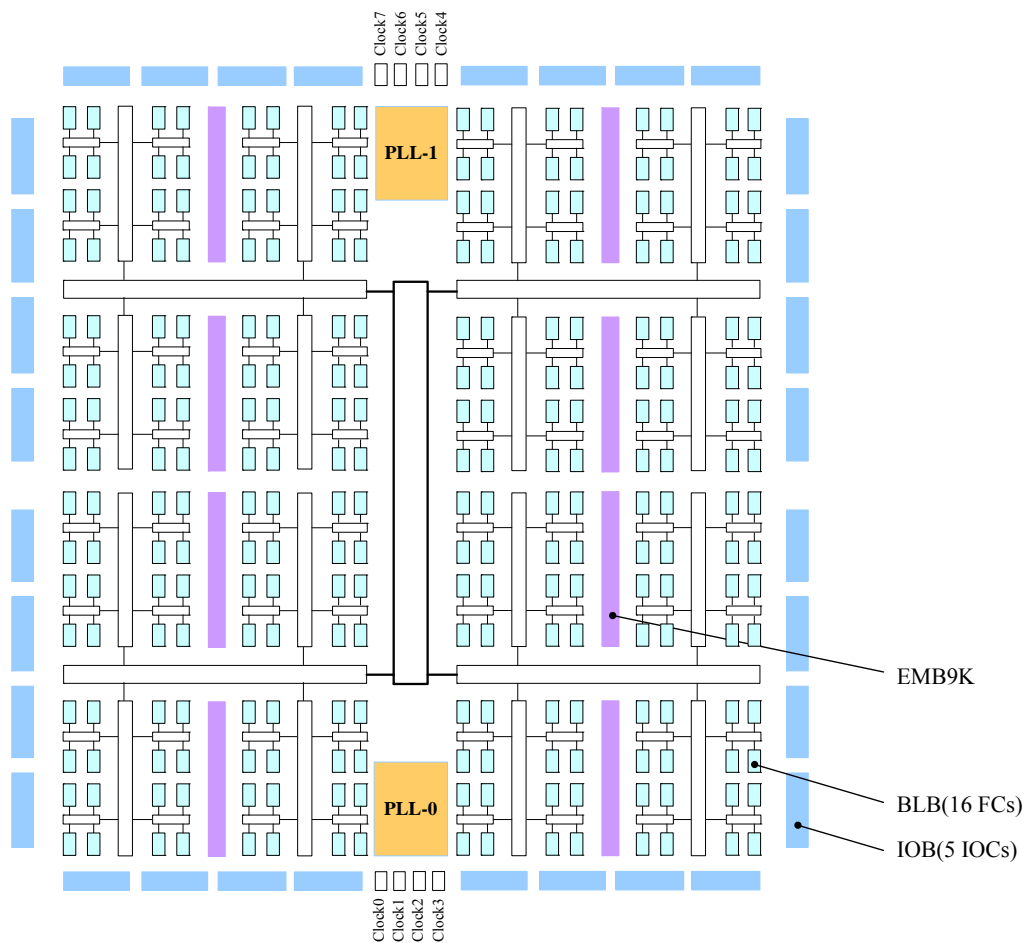 Clock7
Clock6
Clock5
Clock4
PLL-1
EMB9K
PLL-0
BLB(16 FCs)
IOB(5 IOCs)
Clock0
Clock1
Clock2
Clock3